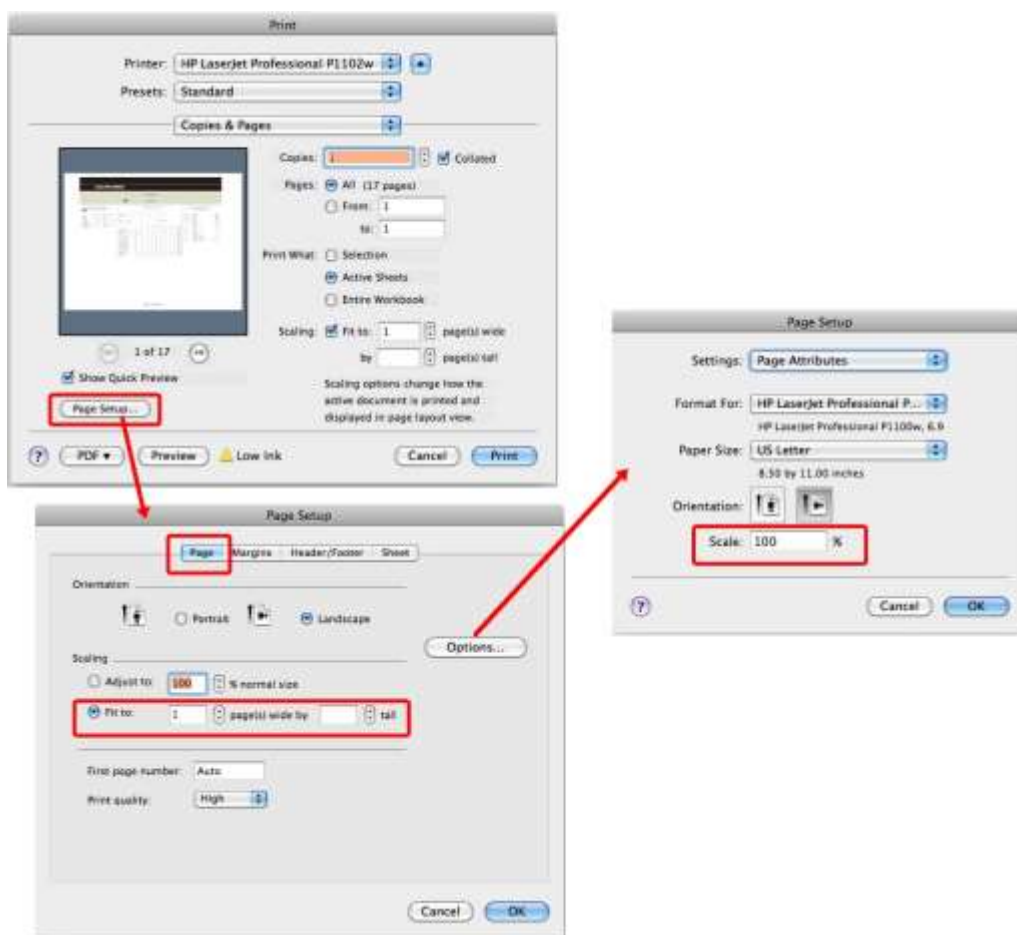 Print
Printer: HP LaserJet Professional P1102w
Presets: Standard
Copies & Pages
Copies: 1 Collated
Pages: All (17 pages)
From: 1
to: 1
Print What: Selection
Active Sheets
Entire Workbook
Scaling: Fit to: 1 page(s) wide
by page(s) tall
Scaling options change how the
active document is printed and
displayed in page layout view.
1 of 17
Show Quick Preview
Page Setup...
? PDF Preview Low Ink Cancel Print
Page Setup
Page Margins Header/Footer Sheet
Orientation
Portrait Landscape
Options...
Scaling
Adjust to: 100 % normal size
Fit to: 1 page(s) wide by tall
First page number: Auto
Print quality: High
Cancel OK
Page Setup
Settings: Page Attributes
Format For: HP LaserJet Professional P...
HP LaserJet Professional P1100w, 6.9
Paper Size: US Letter
8.50 by 11.00 inches
Orientation:
Scale: 100 %
? Cancel OK